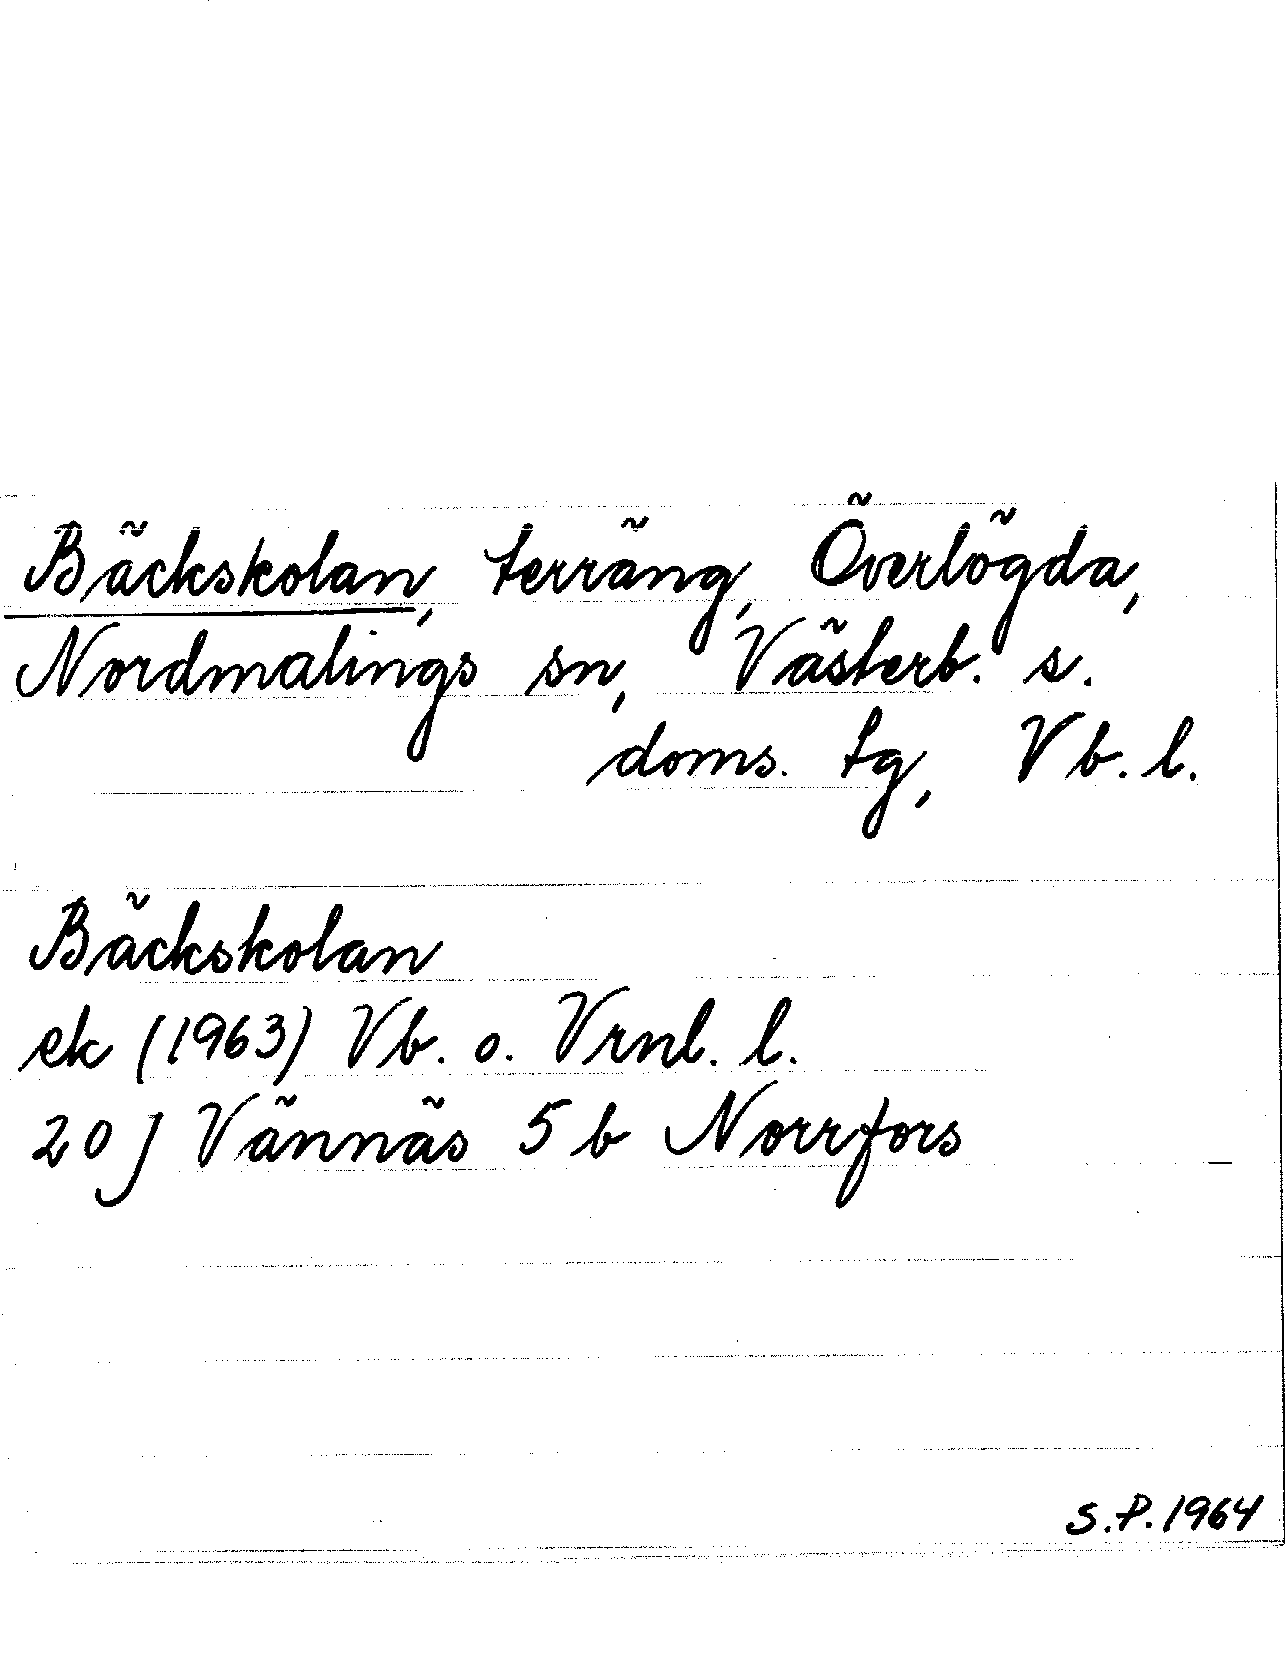 Bäckskolan, terräng, Överlögda,
Nordmalings sn, Västerb. s.
doms. tg, Vb. l.
Bäckskolan
ek (1963) Vb. o. Vrnl. l.
20 J Vännäs 5 b Norrfors
S.P. 1964